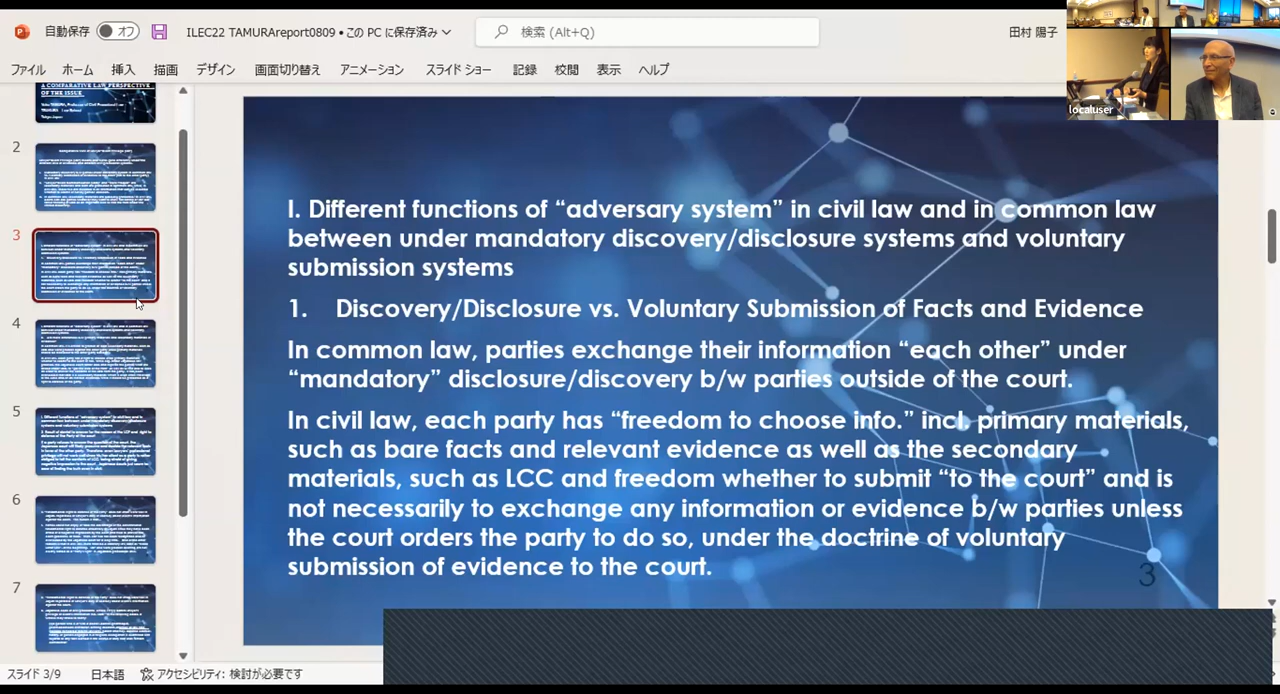 自動保存 オフ ILEC22 TAMURAreport0809 • この PC に保存済み 検索 (Alt+Q) 田村 陽子
ファイル ホーム 挿入 描画 デザイン 画面切り替え アニメーション スライド ショー 記録 校閲 表示 ヘルプ
localuser
A COMPARATIVE LAW PERSPECTIVE
OF THE ISSUE
2
3
4
5
6
7
I. Different functions of “adversary system” in civil law and in common law
between under mandatory discovery/disclosure systems and voluntary
submission systems
1. Discovery/Disclosure vs. Voluntary Submission of Facts and Evidence
In common law, parties exchange their information “each other” under
“mandatory” disclosure/discovery b/w parties outside of the court.
In civil law, each party has “freedom to choose info.” incl. primary materials,
such as bare facts and relevant evidence as well as the secondary
materials, such as LCC and freedom whether to submit “to the court” and is
not necessarily to exchange any information or evidence b/w parties unless
the court orders the party to do so, under the doctrine of voluntary
submission of evidence to the court.
3
スライド 3/9 日本語 アクセシビリティ: 検討が必要です